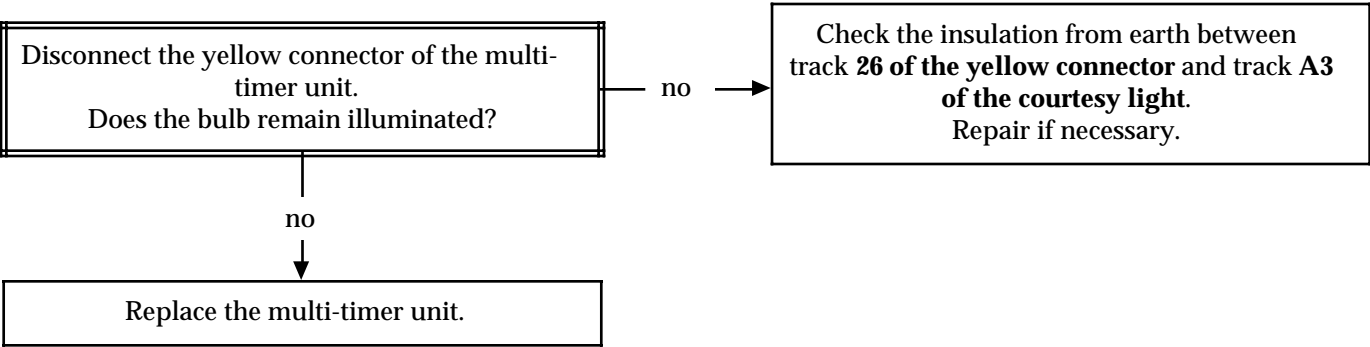 Disconnect the yellow connector of the multi-
timer unit.
Does the bulb remain illuminated?
no
Check the insulation from earth between
track 26 of the yellow connector and track A3
of the courtesy light.
Repair if necessary.
no
Replace the multi-timer unit.